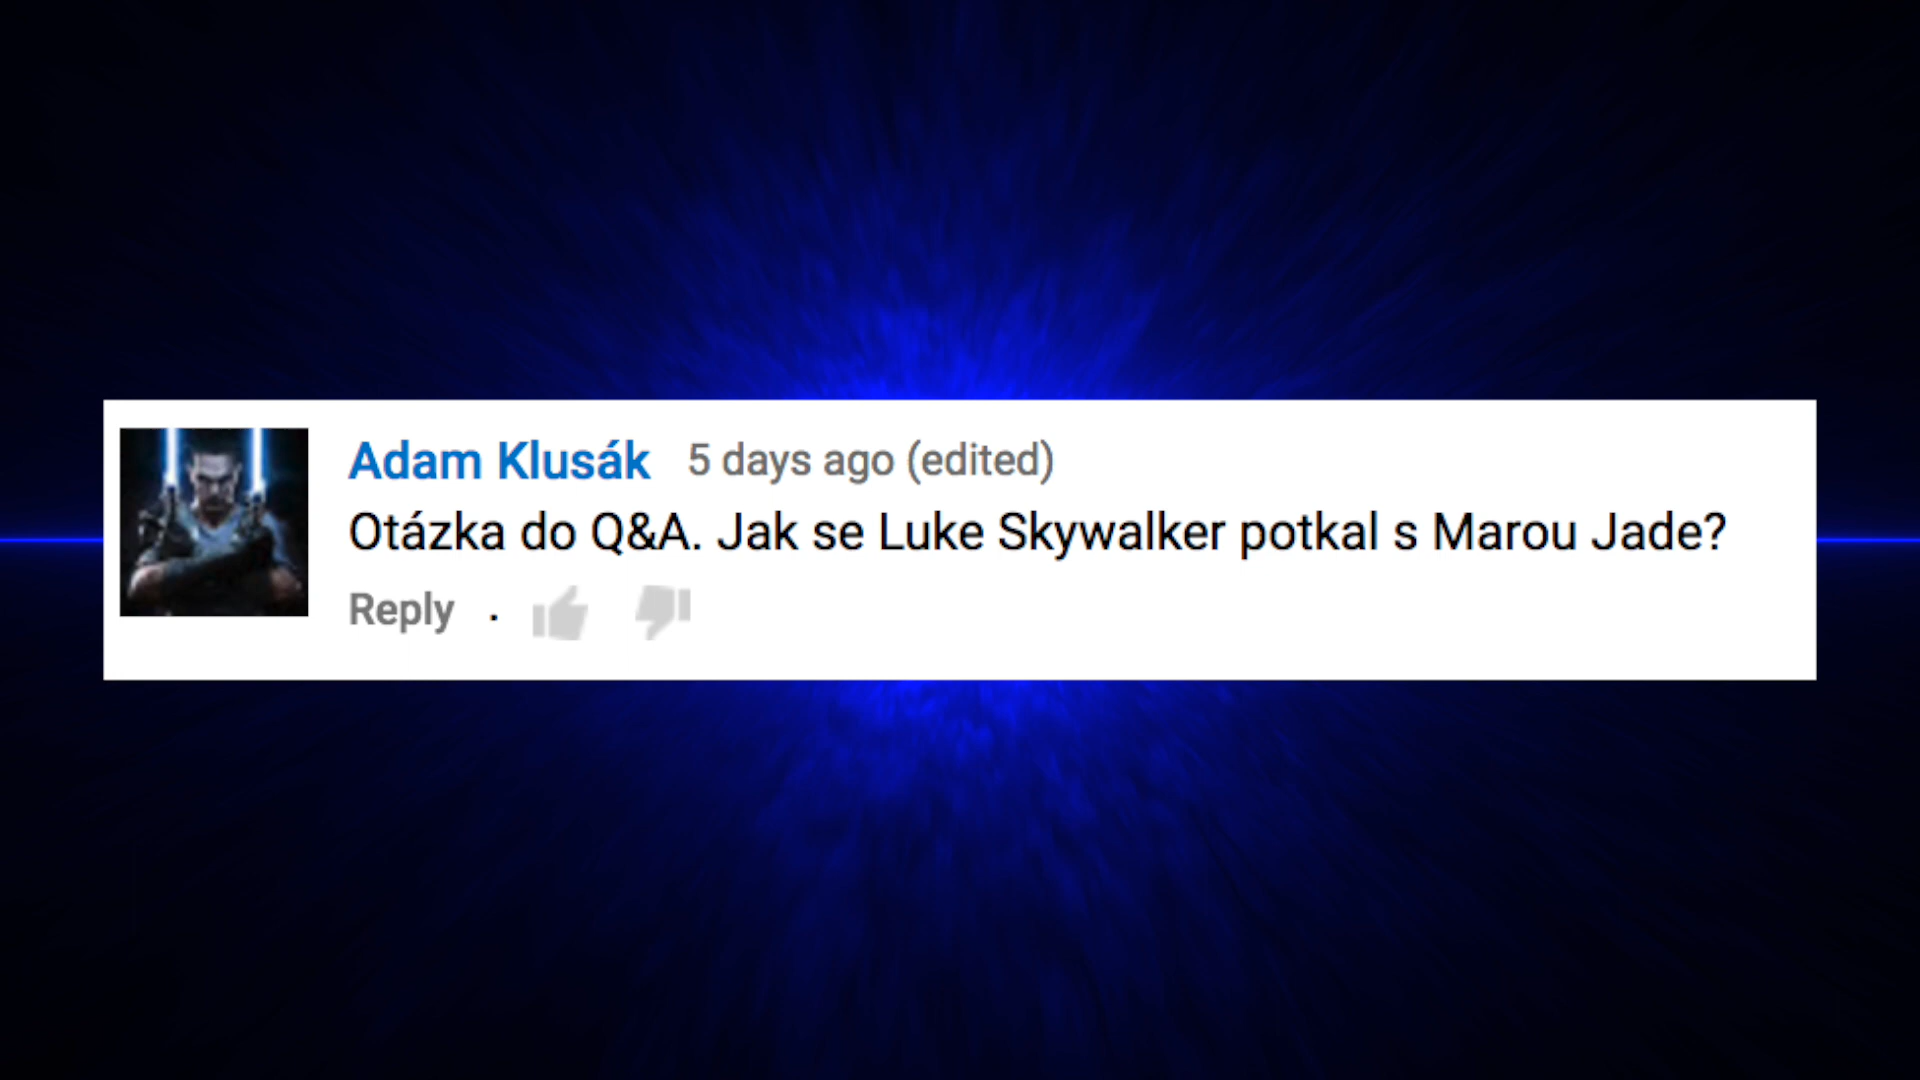 Adam Klusák 5 days ago (edited)
Otázka do Q&A. Jak se Luke Skywalker potkal s Marou Jade?
Reply .